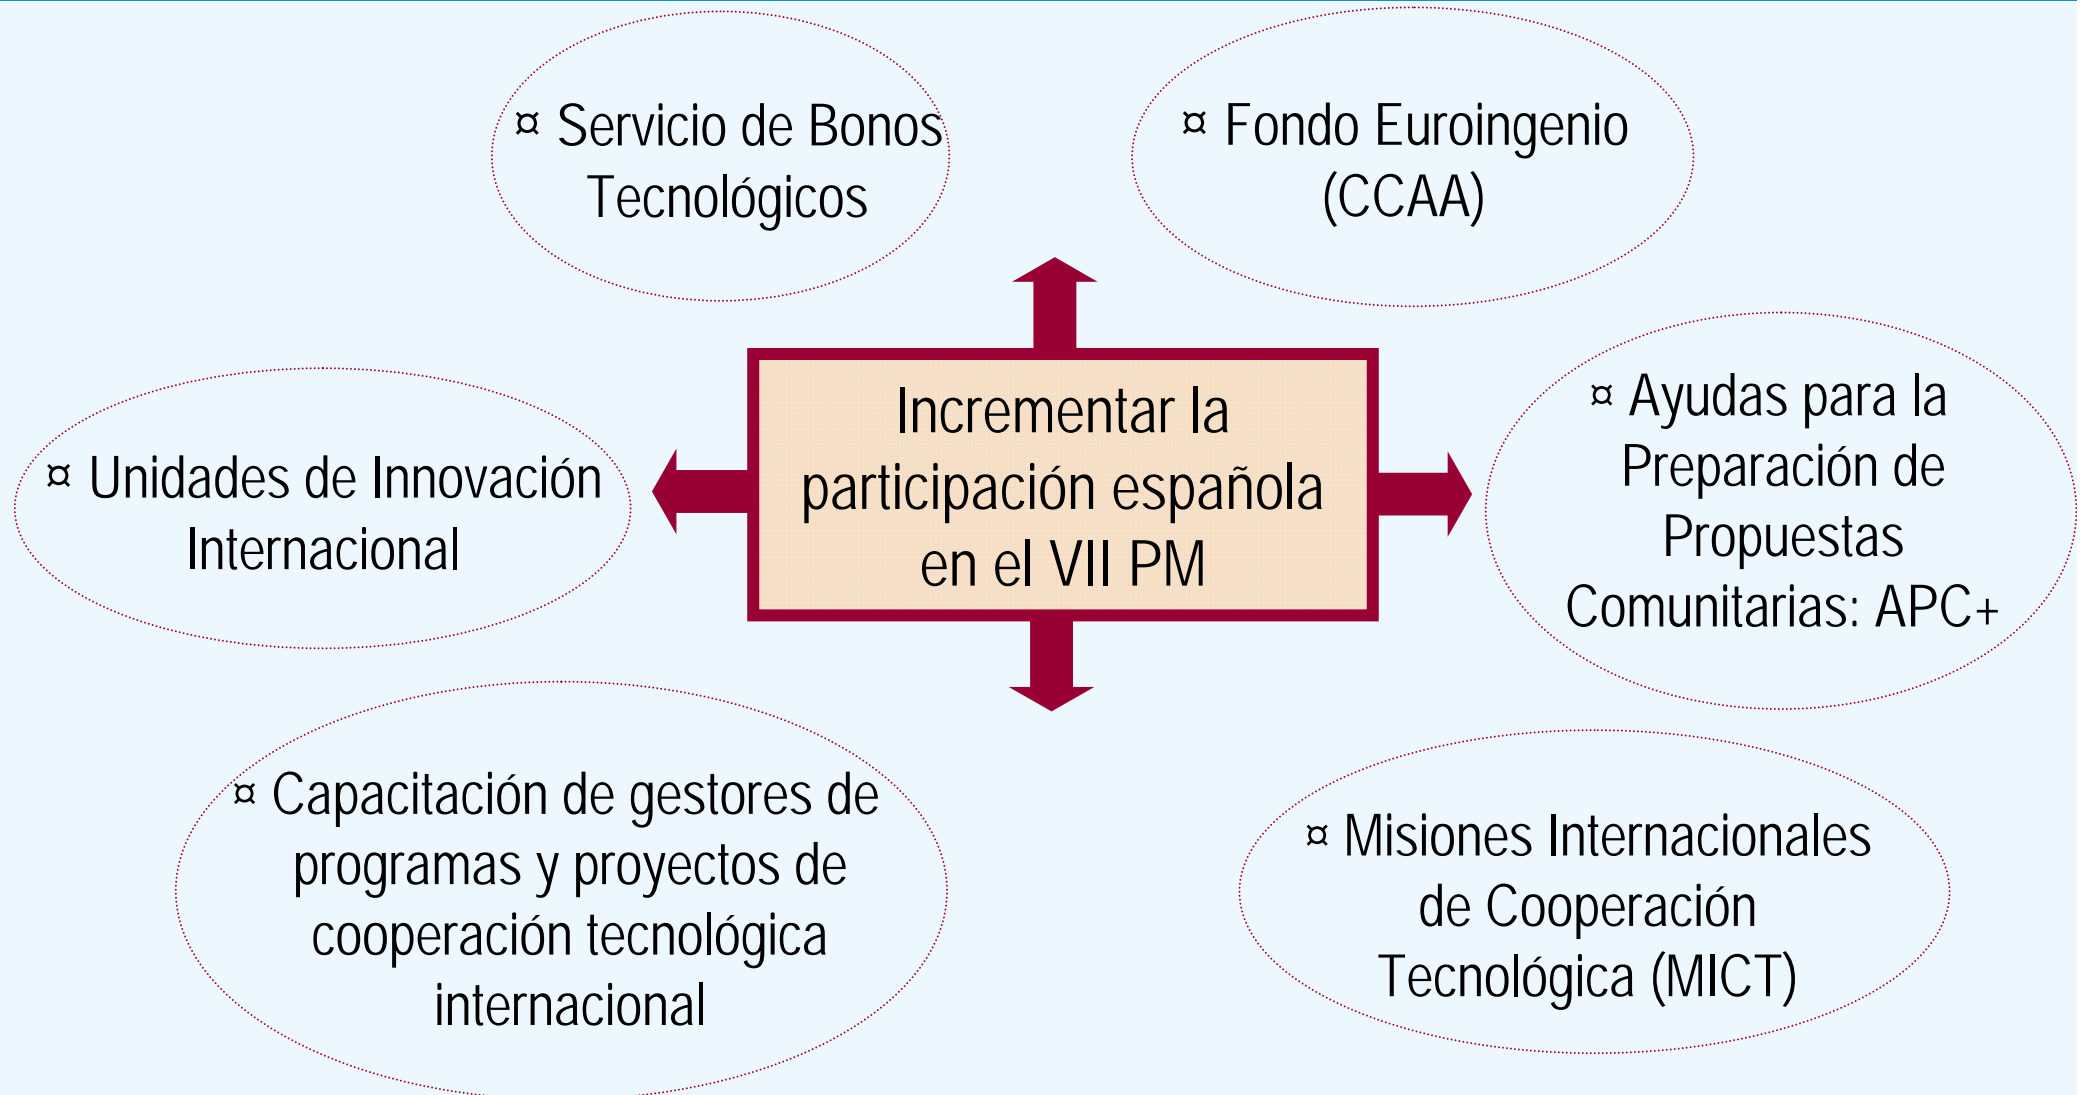 ¤ Servicio de Bonos
Tecnológicos
¤ Fondo Euroingenio
(CCAA)
¤ Unidades de Innovación
Internacional
Incrementar la
participación española
en el VII PM
¤ Ayudas para la
Preparación de
Propuestas
Comunitarias: APC+
¤ Capacitación de gestores de
programas y proyectos de
cooperación tecnológica
internacional
¤ Misiones Internacionales
de Cooperación
Tecnológica (MICT)